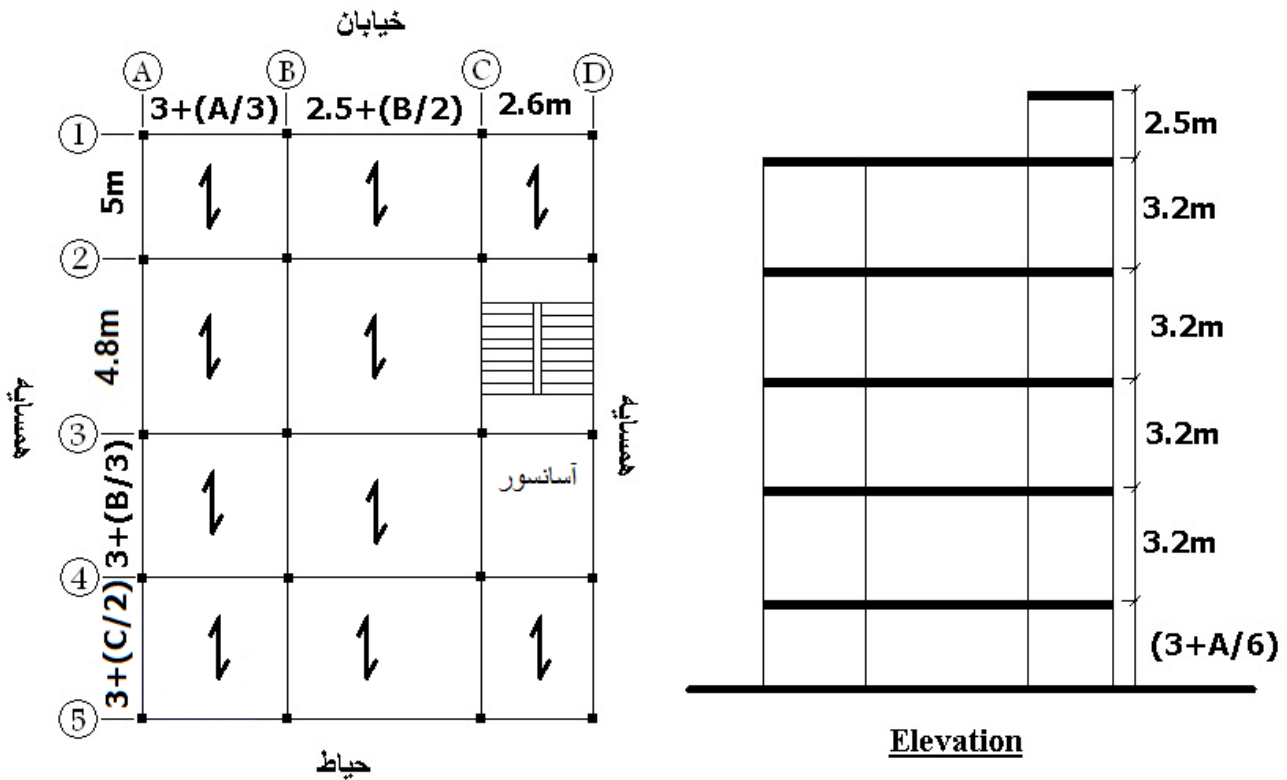 خیابان
A B C D
3+(A/3) 2.5+(B/2) 2.6m
1
5m
2
4.8m
3
3+(B/3)
4
3+(C/2)
5
همسایه
همسایه
آسانسور
حیاط
2.5m
3.2m
3.2m
3.2m
3.2m
(3+A/6)
Elevation